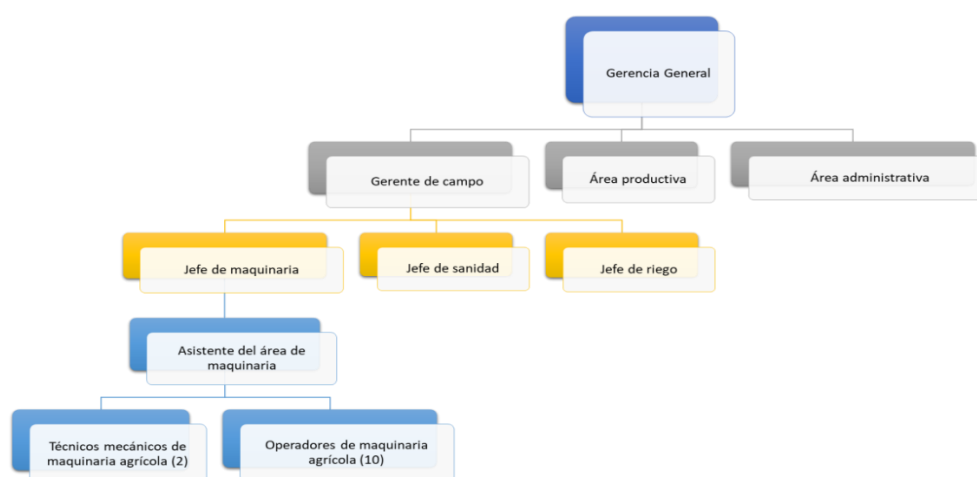 Gerencia General
Gerente de campo
Área productiva
Área administrativa
Jefe de maquinaria
Jefe de sanidad
Jefe de riego
Asistente del área de
maquinaria
Técnicos mecánicos de
maquinaria agrícola (2)
Operadores de maquinaria
agrícola (10)